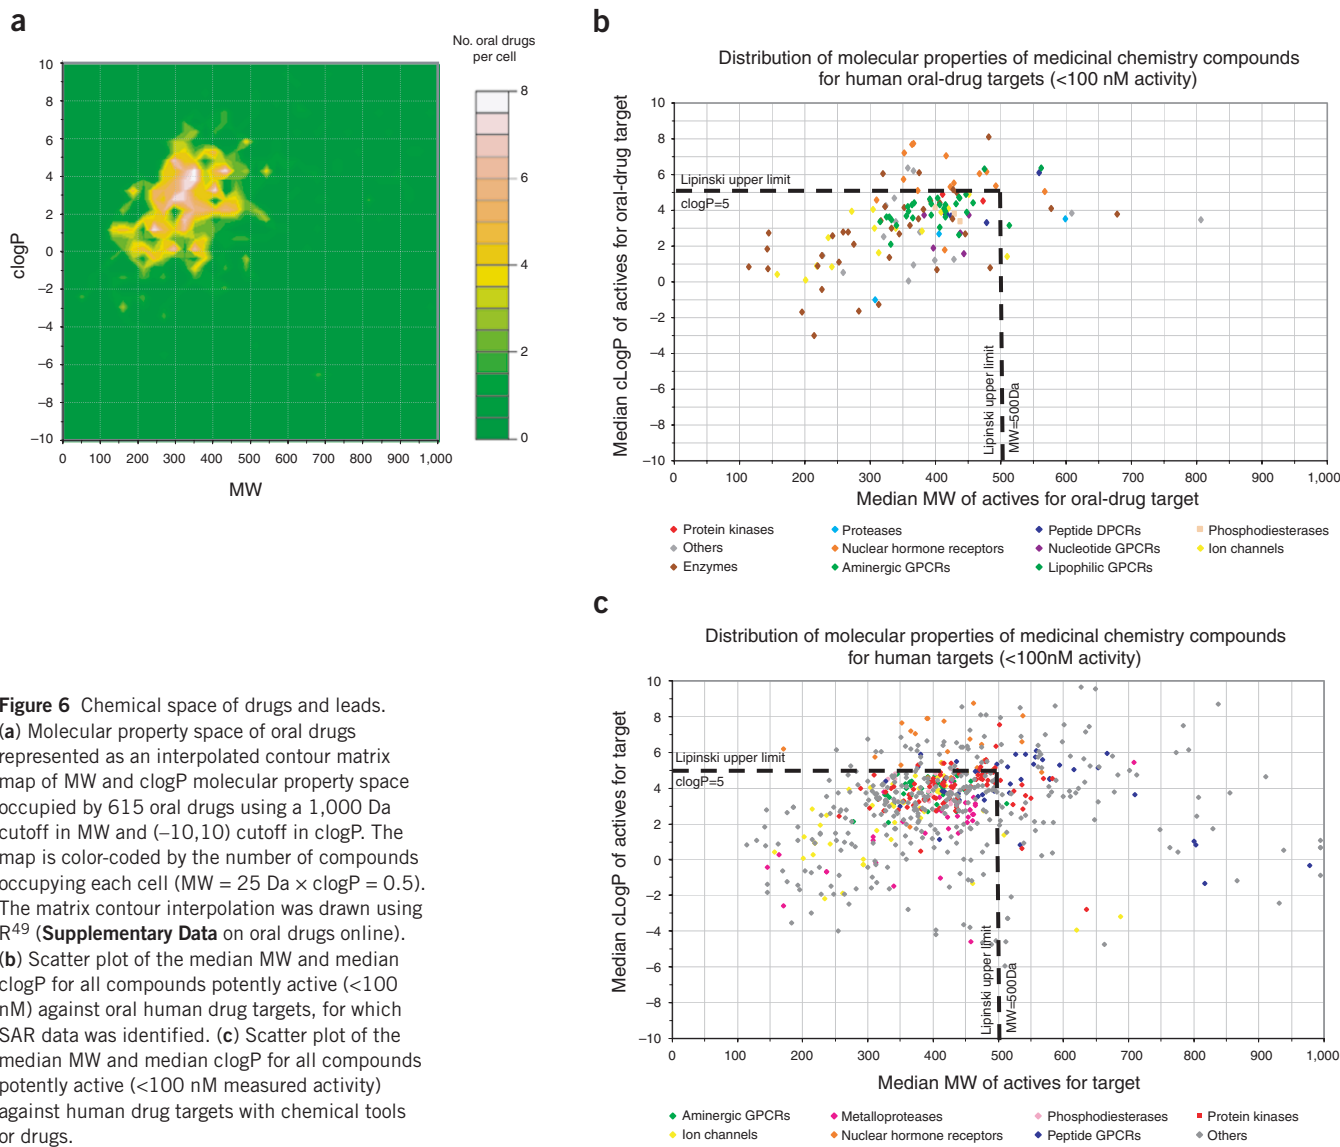 a
No. oral drugs
per cell
10
8
6
4
2
0
–2
–4
–6
–8
–10
clogP
0 100 200 300 400 500 600 700 800 900 1,000
MW
8
6
4
2
0
b
Distribution of molecular properties of medicinal chemistry compounds
for human oral-drug targets (<100 nM activity)
Median cLogP of actives for oral-drug target
10
8
6
4
2
0
–2
–4
–6
–8
–10
Lipinski upper limit
clogP=5
Lipinski upper limit
MW=500Da
0 100 200 300 400 500 600 700 800 900 1,000
Median MW of actives for oral-drug target
Protein kinases Proteases Peptide DPCRs Phosphodiesterases
Others Nuclear hormone receptors Nucleotide GPCRs Ion channels
Enzymes Aminergic GPCRs Lipophilic GPCRs
c
Distribution of molecular properties of medicinal chemistry compounds
for human targets (<100nM activity)
Median cLogP of actives for target
10
8
6
4
2
0
–2
–4
–6
–8
–10
Lipinski upper limit
clogP=5
Lipinski upper limit
MW=500Da
0 100 200 300 400 500 600 700 800 900 1,000
Median MW of actives for target
Aminergic GPCRs Metalloproteases Phosphodiesterases Protein kinases
Ion channels Nuclear hormone receptors Peptide GPCRs Others
Figure 6 Chemical space of drugs and leads.
(a) Molecular property space of oral drugs
represented as an interpolated contour matrix
map of MW and clogP molecular property space
occupied by 615 oral drugs using a 1,000 Da
cutoff in MW and (–10,10) cutoff in clogP. The
map is color-coded by the number of compounds
occupying each cell (MW = 25 Da × clogP = 0.5).
The matrix contour interpolation was drawn using
R49 (Supplementary Data on oral drugs online).
(b) Scatter plot of the median MW and median
clogP for all compounds potently active (<100
nM) against oral human drug targets, for which
SAR data was identified. (c) Scatter plot of the
median MW and median clogP for all compounds
potently active (<100 nM measured activity)
against human drug targets with chemical tools
or drugs.